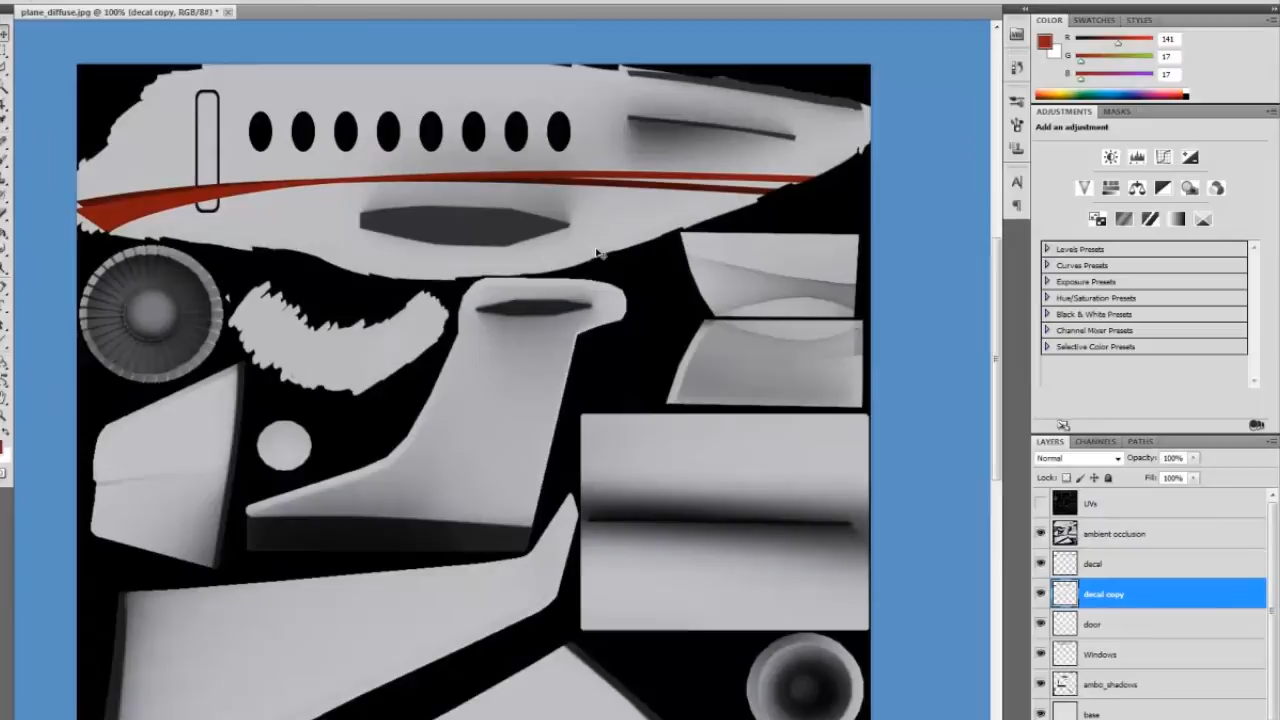 plane_diffuse.jpg @ 100% (decal copy, RGB/8#) *
COLOR SWATCHES STYLES
R 141
G 17
B 17
ADJUSTMENTS MASKS
Add an adjustment
Levels Presets
Curves Presets
Exposure Presets
Hue/Saturation Presets
Black & White Presets
Channel Mixer Presets
Selective Color Presets
LAYERS CHANNELS PATHS
Normal Opacity: 100%
Lock: Fill: 100%
UVs
ambient occlusion
decal
decal copy
door
Windows
ambo_shadows
base